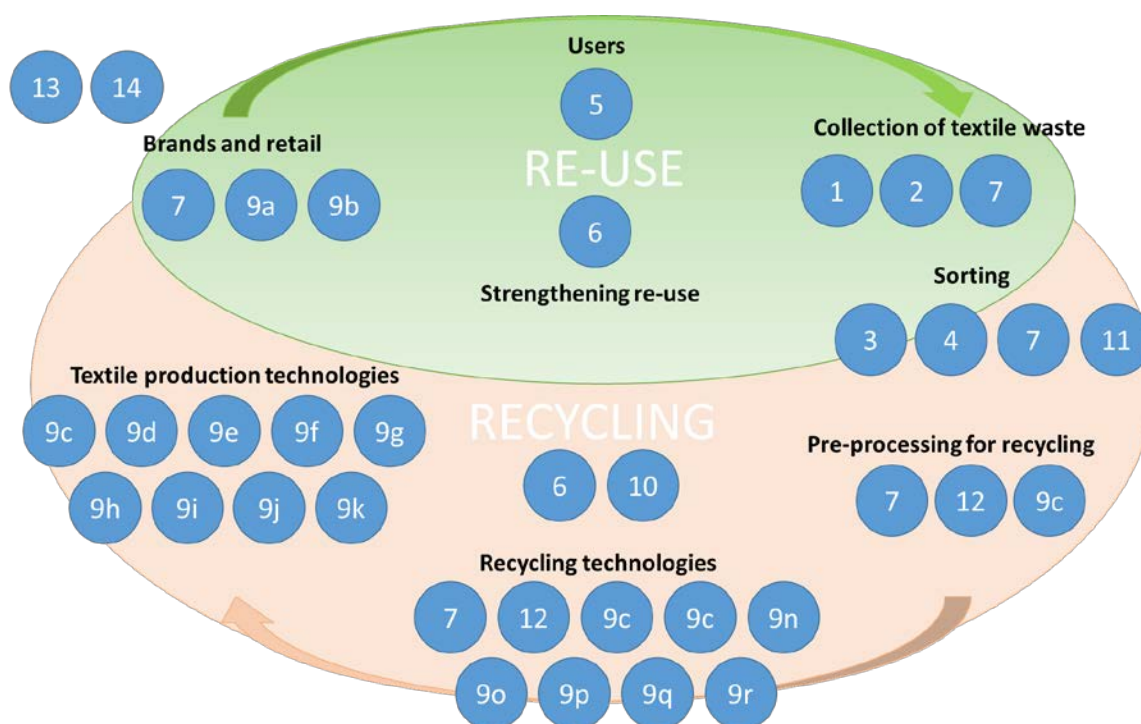 Users
13 14
5
Brands and retail
Collection of textile waste
RE-USE
7 9a 9b
1 2 7
6
Strengthening re-use
Sorting
3 4 7 11
Textile production technologies
9c 9d 9e 9f 9g
RECYCLING
Pre-processing for recycling
6 10
9h 9i 9j 9k
7 12 9c
Recycling technologies
7 12 9c 9c 9n
9o 9p 9q 9r